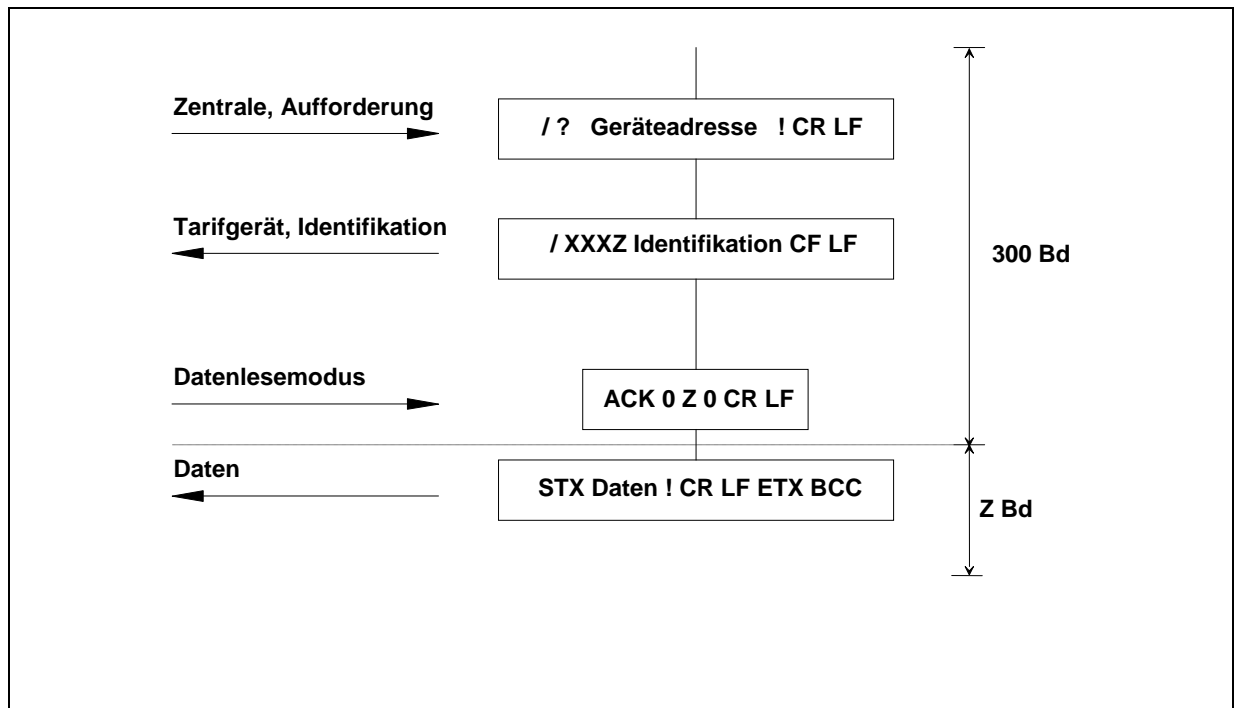 Zentrale, Aufforderung
/ ? Geräteadresse ! CR LF
Tarifgerät, Identifikation
/ XXXZ Identifikation CF LF
300 Bd
Datenlesemodus
ACK 0 Z 0 CR LF
Daten
STX Daten ! CR LF ETX BCC
Z Bd